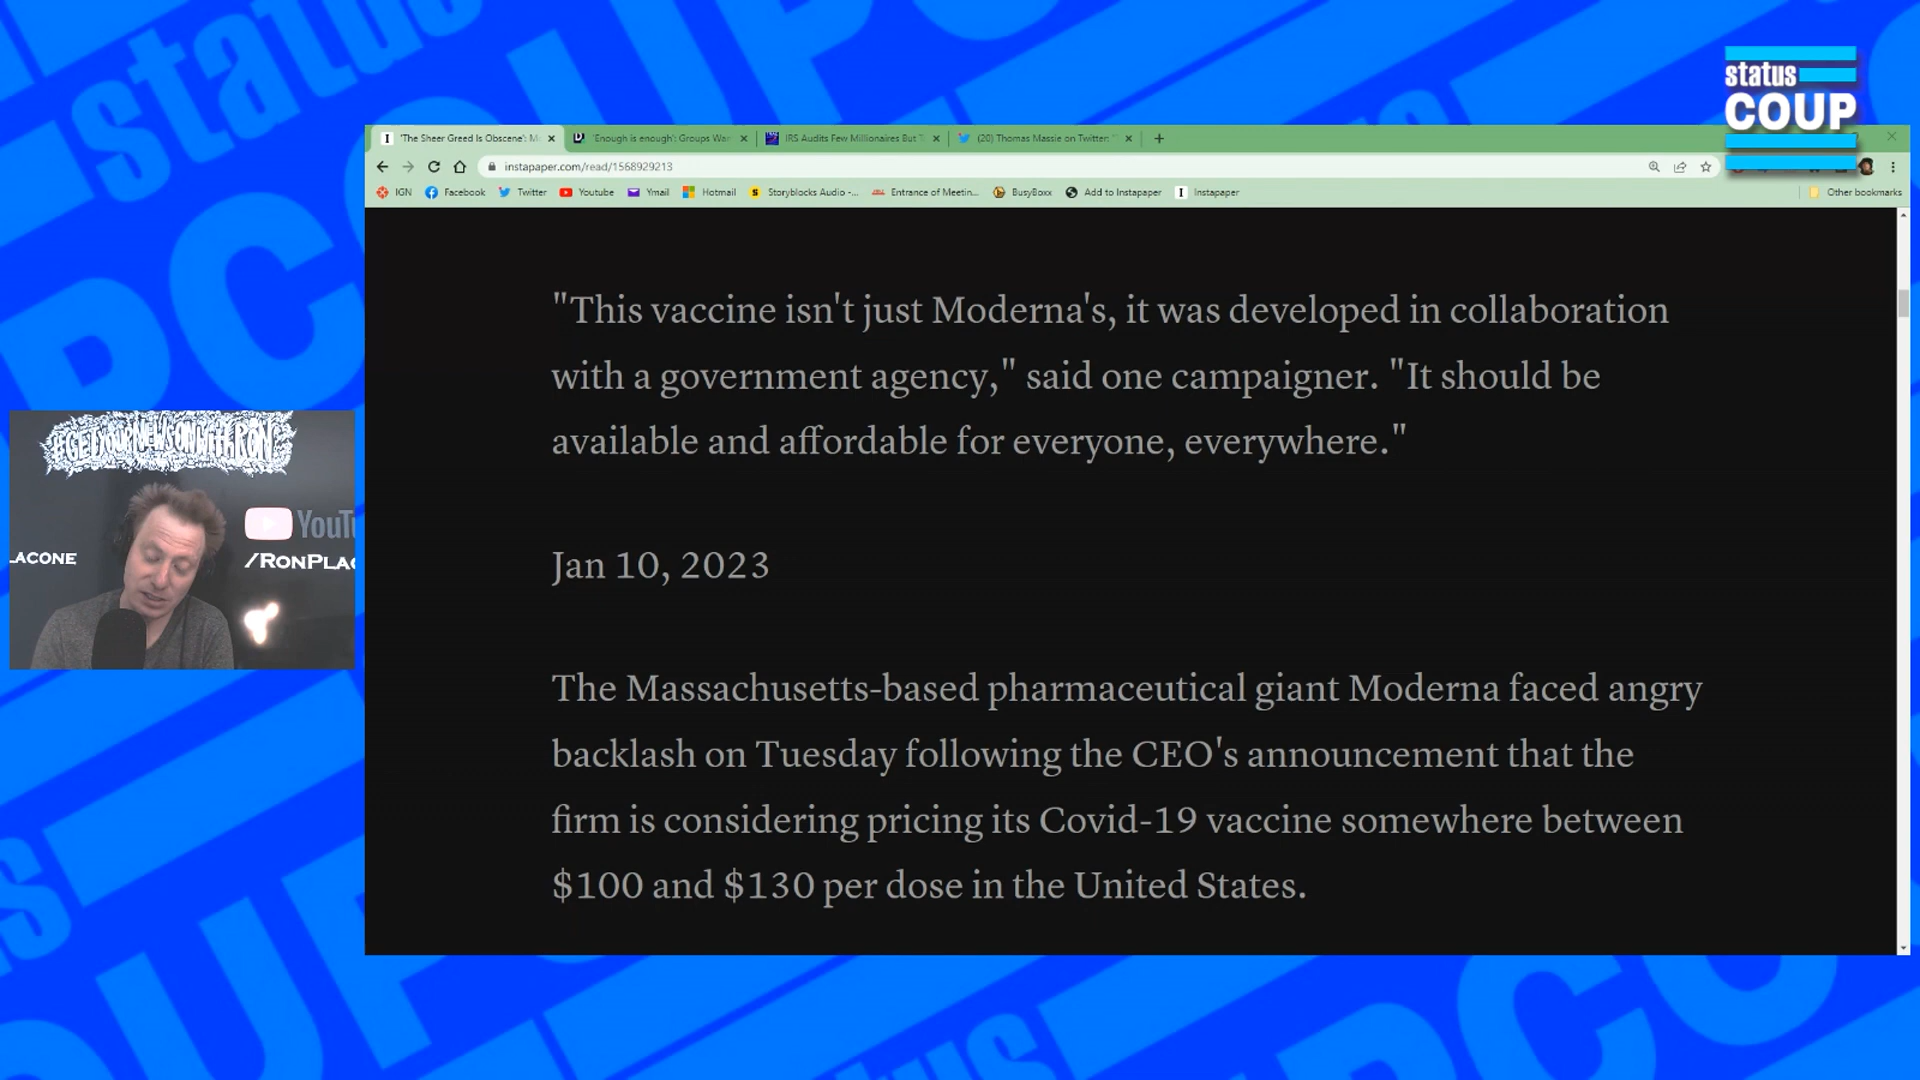 status
COUP
'The Sheer Greed Is Obscene': Mo
'Enough is enough': Groups War
IRS Audits Few Millionaires But T
(20) Thomas Massie on Twitter: "
instapaper.com/read/1568929213
IGN
Facebook
Twitter
Youtube
Ymail
Hotmail
Storyblocks Audio -...
Entrance of Meetin...
BusyBoxx
Add to Instapaper
Instapaper
Other bookmarks
"This vaccine isn't just Moderna's, it was developed in collaboration
with a government agency," said one campaigner. "It should be
available and affordable for everyone, everywhere."
Jan 10, 2023
The Massachusetts-based pharmaceutical giant Moderna faced angry
backlash on Tuesday following the CEO's announcement that the
firm is considering pricing its Covid-19 vaccine somewhere between
$100 and $130 per dose in the United States.
#GETYOURNEWSONWITHRON
YouTu
LACONE
/RONPLAC